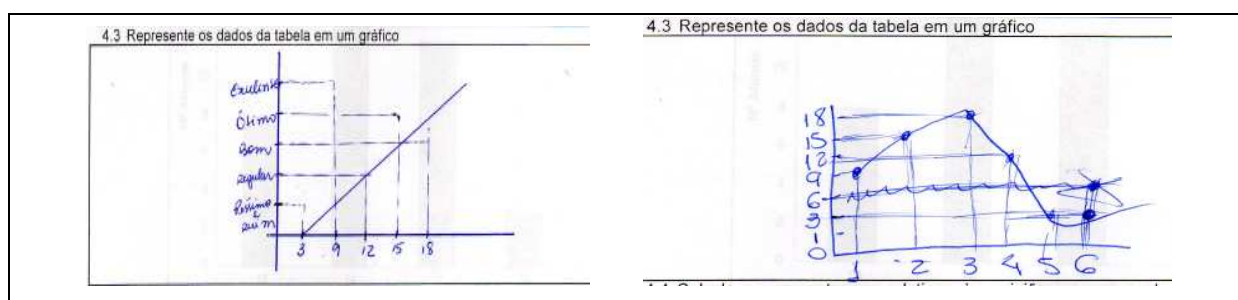 4.3 Represente os dados da tabela em um gráfico
Exelinte
Ótimo
Bom
regular
Péssimo
e
ruim
3 9 12 15 18
4.3 Represente os dados da tabela em um gráfico
18
15
12
9
6
3
1
0
1 2 3 4 5 6